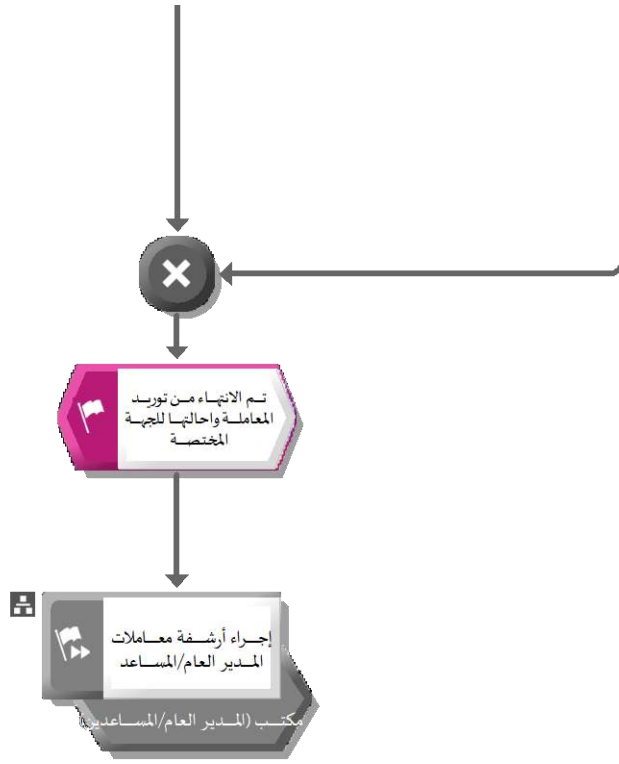 تم الانتهاء من توريد
المعاملة واحالتها للجهة
المختصة
إجراء أرشفة معاملات
المدير العام/المساعد
مكتب (المدير العام/المساعدين)